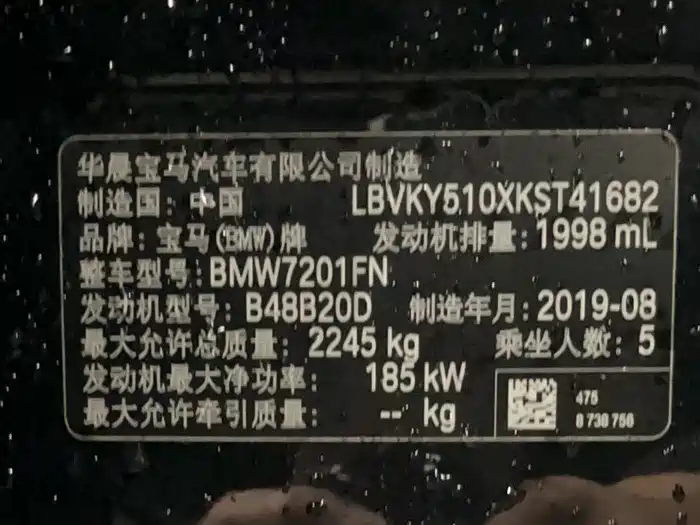 华晨宝马汽车有限公司制造
制造国: 中国 LBVKY510XKST41682
品牌: 宝马(BMW)牌 发动机排量: 1998 mL
整车型号: BMW7201FN
发动机型号: B48B20D 制造年月: 2019-08
最大允许总质量: 2245 kg 乘坐人数: 5
发动机最大净功率: 185 kW
最大允许牵引质量: -- kg
475
8 730 756